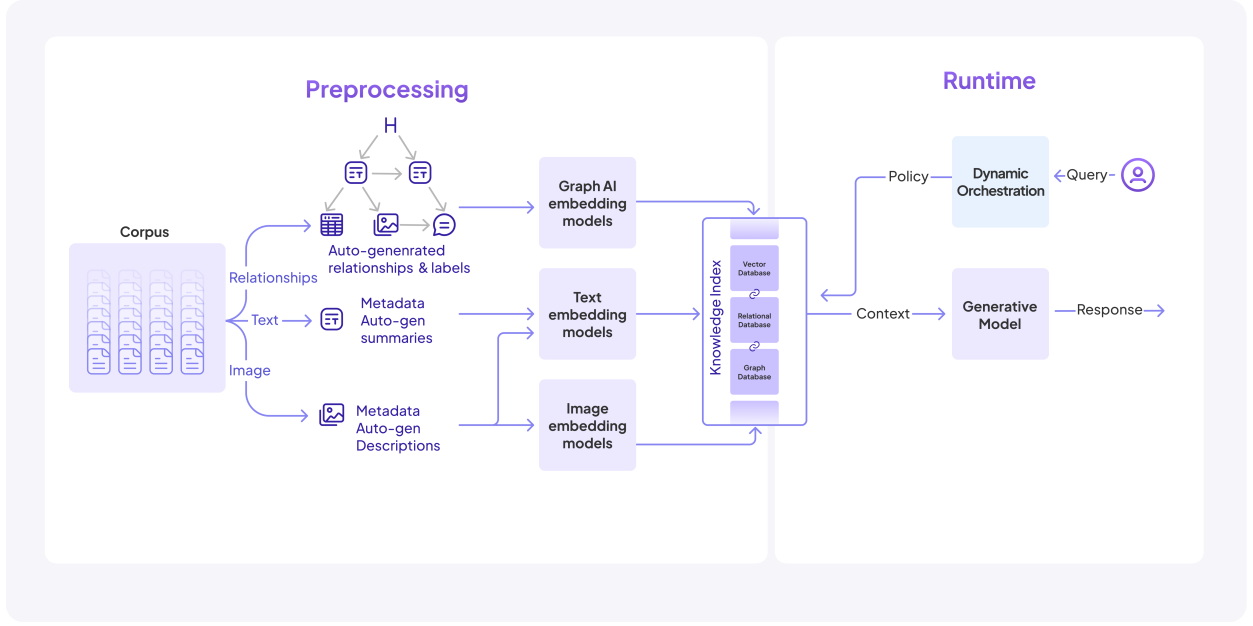 Preprocessing
Runtime
H
Corpus
Relationships
Text
Image
Auto-genenrated
relationships & labels
Metadata
Auto-gen
summaries
Metadata
Auto-gen
Descriptions
Graph AI
embedding
models
Text
embedding
models
Image
embedding
models
Knowledge Index
Vector
Database
Relational
Database
Graph
Database
Policy
Dynamic
Orchestration
Query
Context
Generative
Model
Response